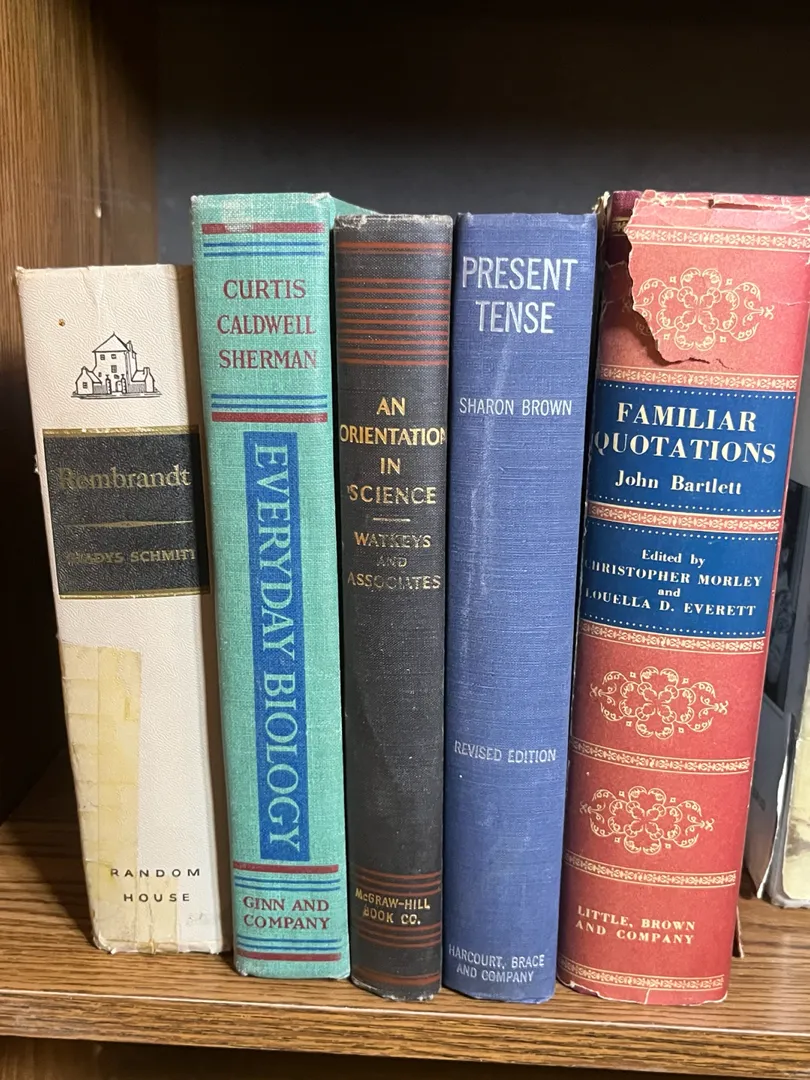 Rembrandt
GLADYS SCHMITT
RANDOM
HOUSE
CURTIS
CALDWELL
SHERMAN
EVERYDAY BIOLOGY
GINN AND
COMPANY
AN
ORIENTATION
IN
SCIENCE
WATKEYS
AND
ASSOCIATES
McGRAW-HILL
BOOK CO.
PRESENT
TENSE
SHARON BROWN
REVISED EDITION
HARCOURT, BRACE
AND COMPANY
FAMILIAR
QUOTATIONS
John Bartlett
Edited by
CHRISTOPHER MORLEY
and
LOUELLA D. EVERETT
LITTLE, BROWN
AND COMPANY